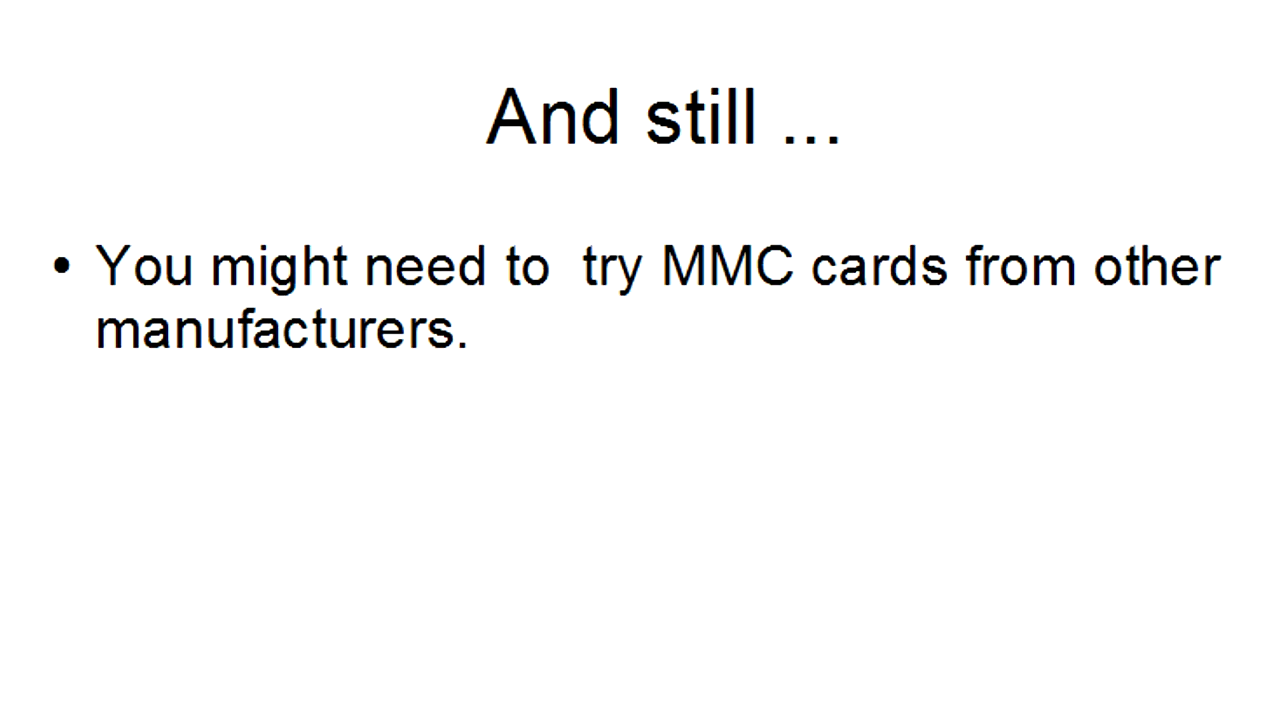 And still ...
• You might need to  try MMC cards from other
manufacturers.